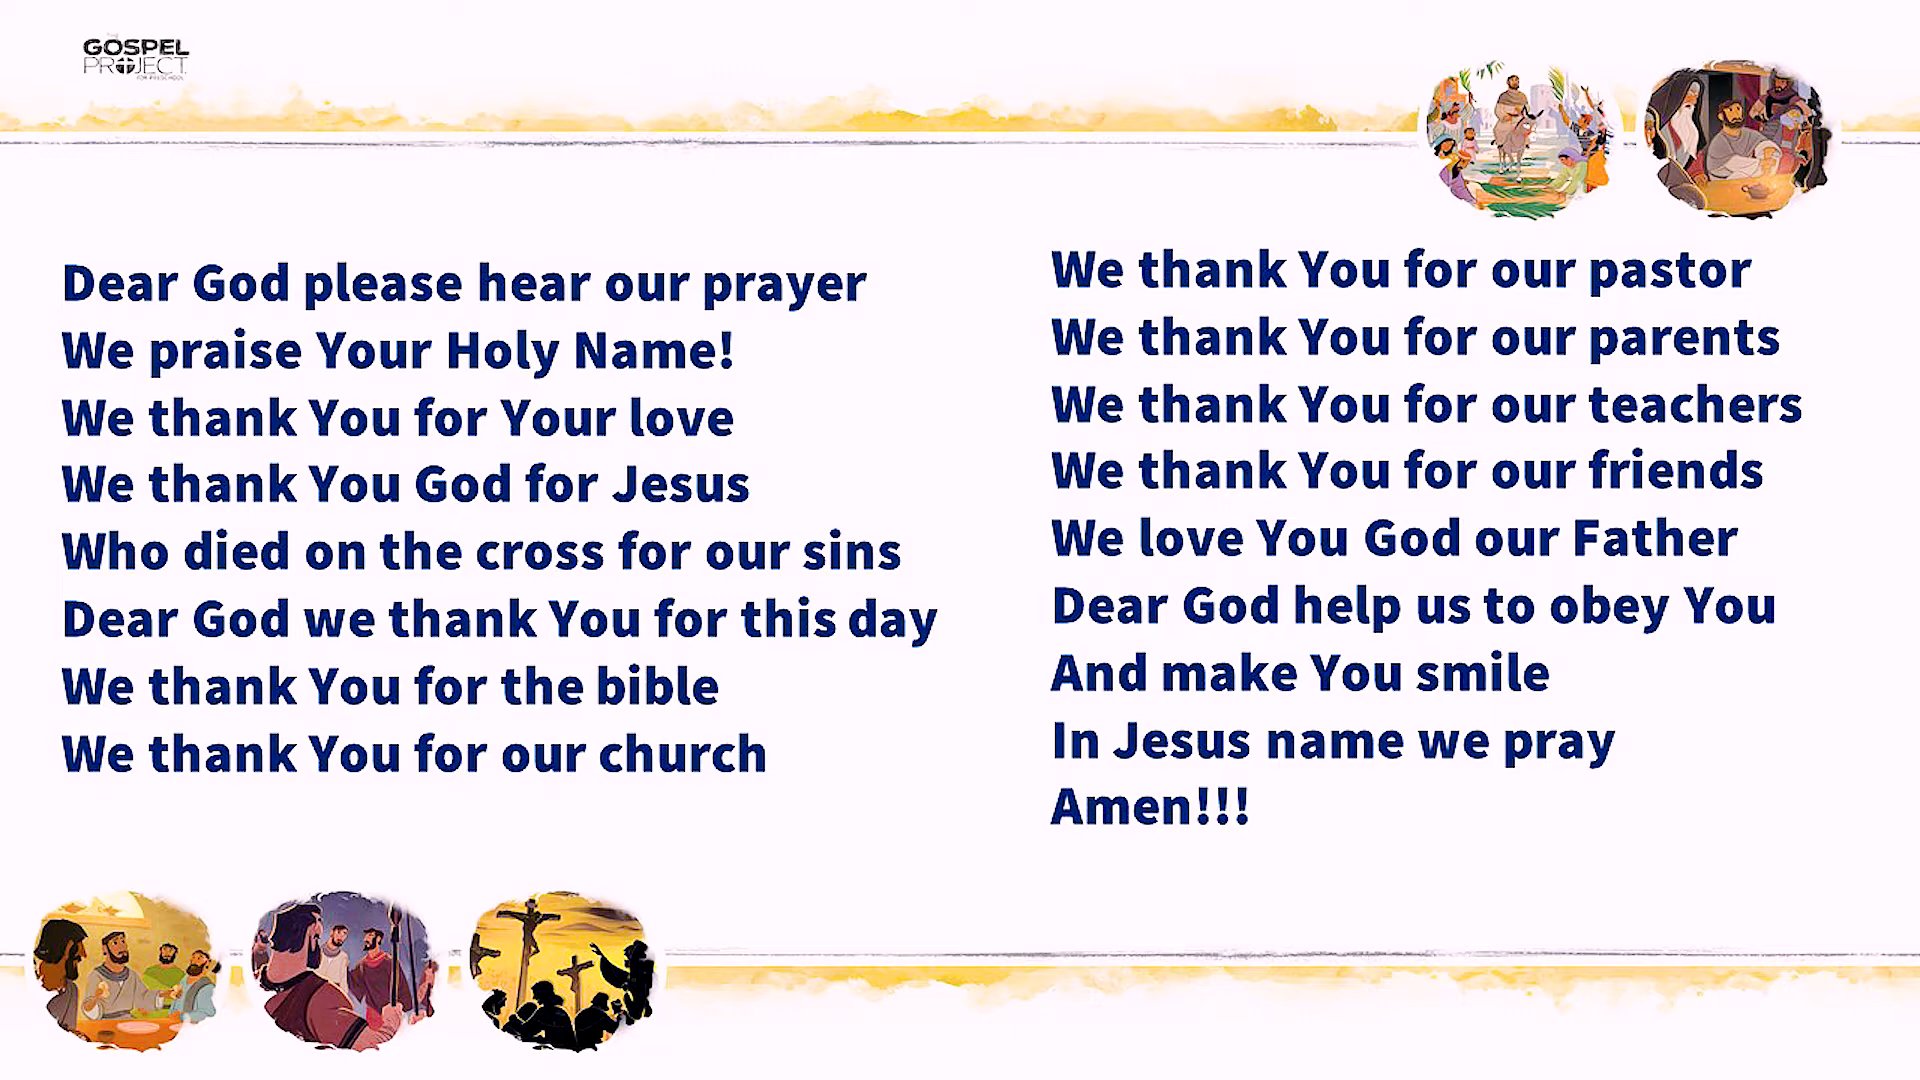 THE
GOSPEL
PROJECT
FOR PRESCHOOL
Dear God please hear our prayer
We praise Your Holy Name!
We thank You for Your love
We thank You God for Jesus
Who died on the cross for our sins
Dear God we thank You for this day
We thank You for the bible
We thank You for our church
We thank You for our pastor
We thank You for our parents
We thank You for our teachers
We thank You for our friends
We love You God our Father
Dear God help us to obey You
And make You smile
In Jesus name we pray
Amen!!!